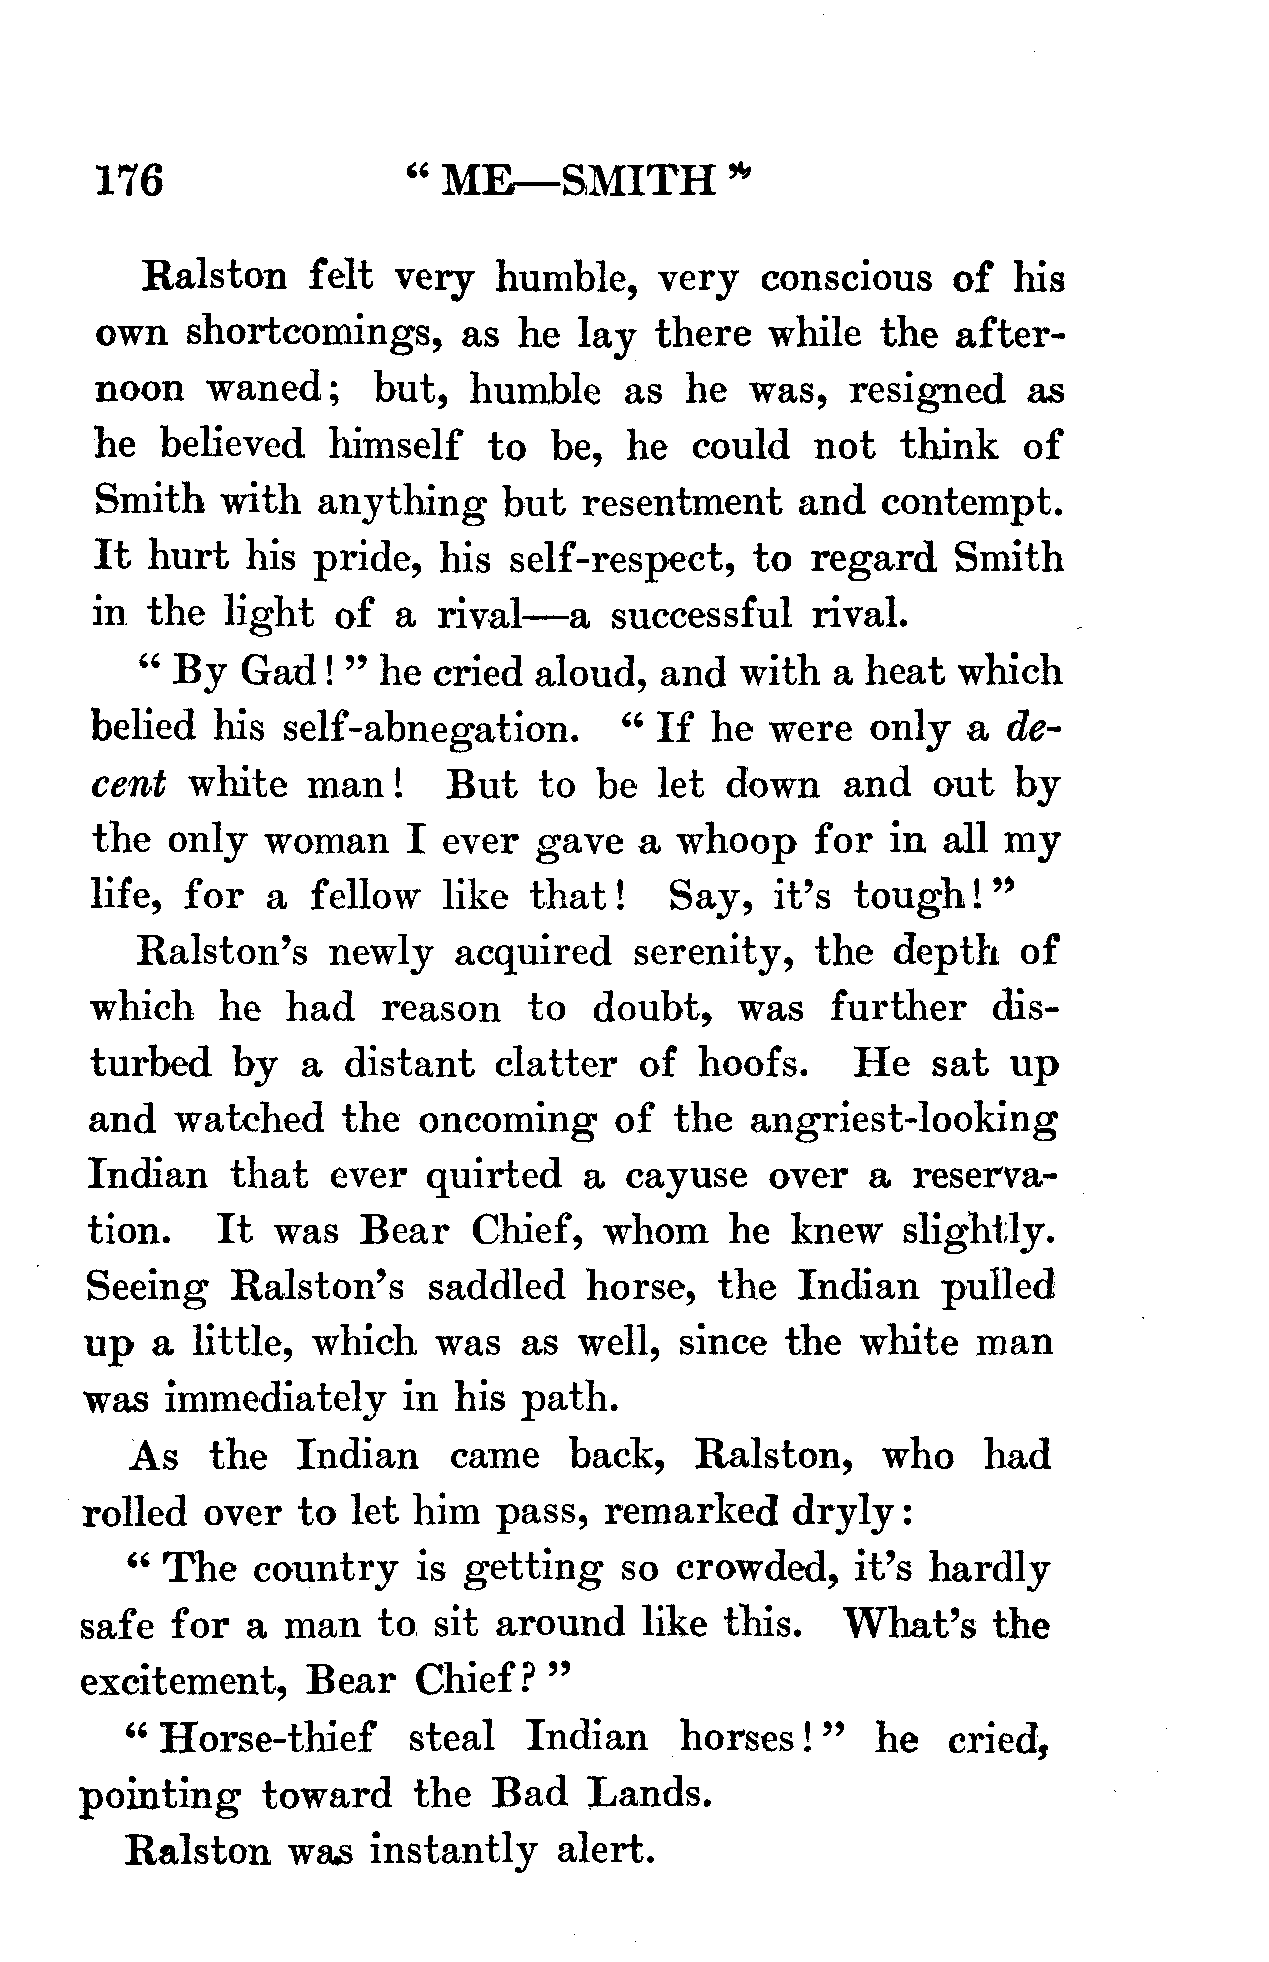 176 “ ME—SMITH ”
Ralston felt very humble, very conscious of his
own shortcomings, as he lay there while the after-
noon waned; but, humble as he was, resigned as
he believed himself to be, he could not think of
Smith with anything but resentment and contempt.
It hurt his pride, his self-respect, to regard Smith
in the light of a rival—a successful rival.
“ By Gad! ” he cried aloud, and with a heat which
belied his self-abnegation. “ If he were only a de-
cent white man! But to be let down and out by
the only woman I ever gave a whoop for in all my
life, for a fellow like that! Say, it’s tough! ”
Ralston’s newly acquired serenity, the depth of
which he had reason to doubt, was further dis-
turbed by a distant clatter of hoofs. He sat up
and watched the oncoming of the angriest-looking
Indian that ever quirted a cayuse over a reserva-
tion. It was Bear Chief, whom he knew slightly.
Seeing Ralston’s saddled horse, the Indian pulled
up a little, which was as well, since the white man
was immediately in his path.
As the Indian came back, Ralston, who had
rolled over to let him pass, remarked dryly:
“ The country is getting so crowded, it’s hardly
safe for a man to sit around like this. What’s the
excitement, Bear Chief? ”
“ Horse-thief steal Indian horses! ” he cried,
pointing toward the Bad Lands.
Ralston was instantly alert.